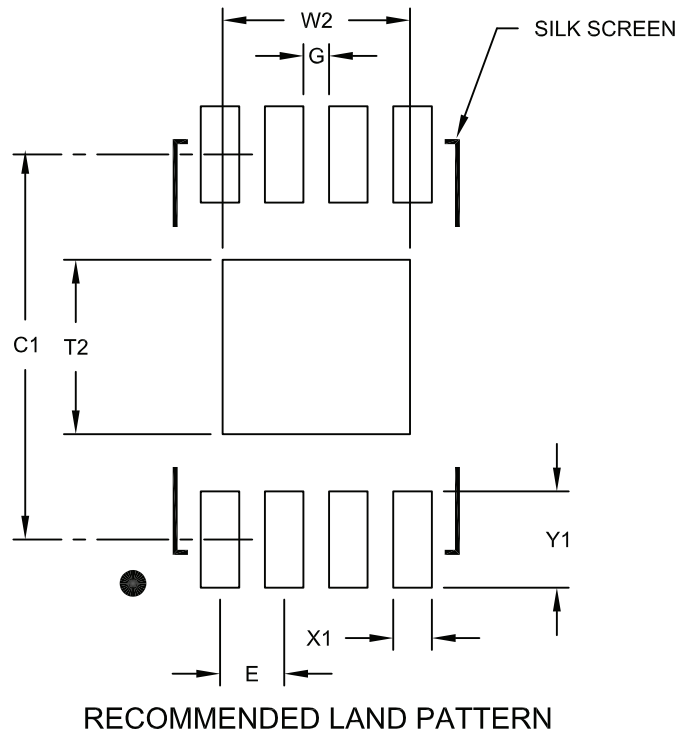 W2
SILK SCREEN
G
C1
T2
Y1
X1
E
RECOMMENDED LAND PATTERN